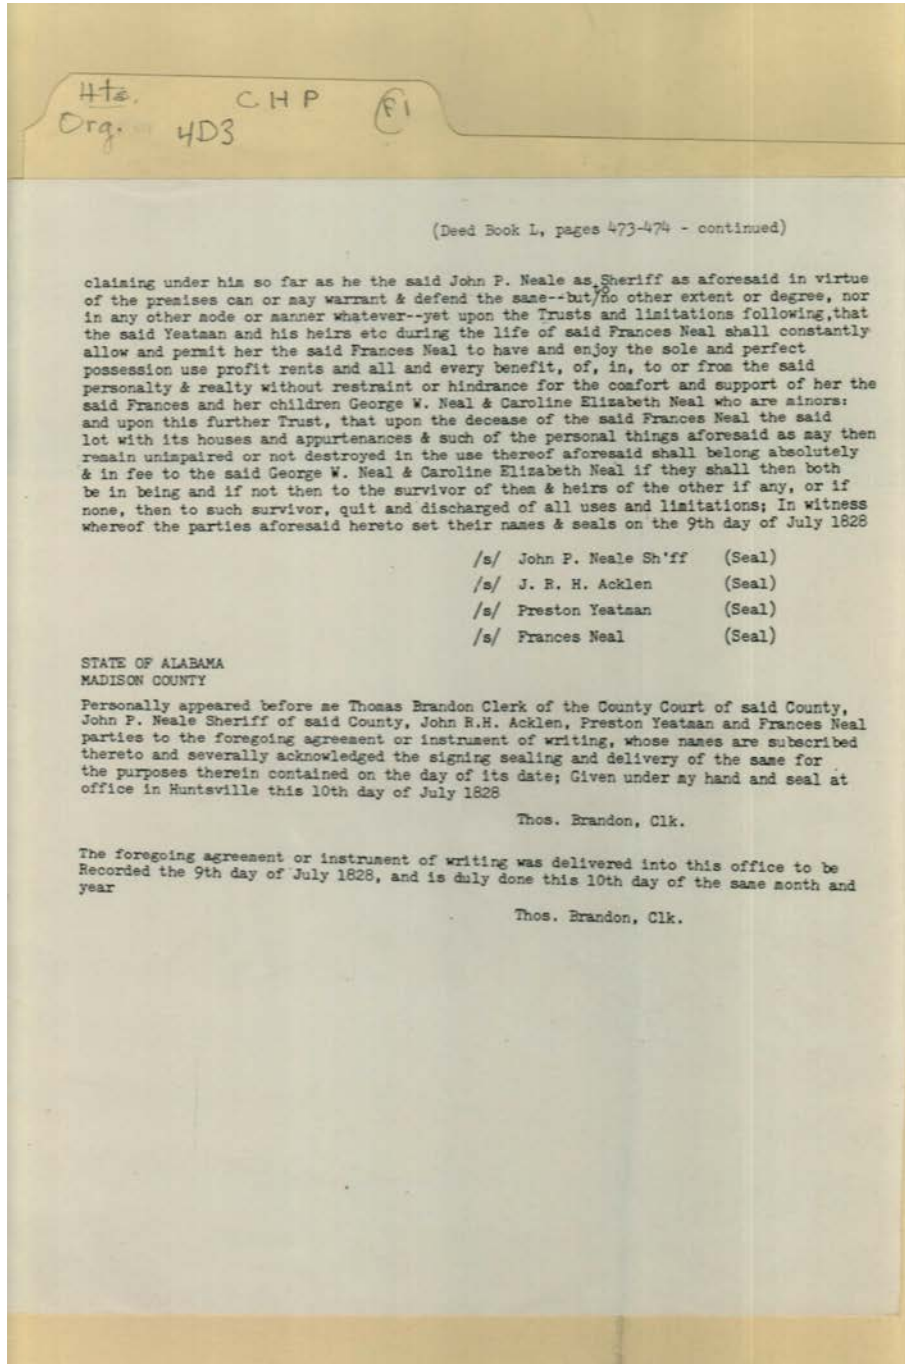 Hts. CHP F1
Org. 4D3
(Deed Book L, pages 473-474 - continued)
claiming under him so far as he the said John P. Neale as Sheriff as aforesaid in virtue
of the premises can or may warrant & defend the same--but/to no other extent or degree, nor
in any other mode or manner whatever--yet upon the Trusts and limitations following,that
the said Yeatman and his heirs etc during the life of said Frances Neal shall constantly
allow and permit her the said Frances Neal to have and enjoy the sole and perfect
possession use profit rents and all and every benefit, of, in, to or from the said
personalty & realty without restraint or hindrance for the comfort and support of her the
said Frances and her children George W. Neal & Caroline Elizabeth Neal who are minors:
and upon this further Trust, that upon the decease of the said Frances Neal the said
lot with its houses and appurtenances & such of the personal things aforesaid as may then
remain unimpaired or not destroyed in the use thereof aforesaid shall belong absolutely
& in fee to the said George W. Neal & Caroline Elizabeth Neal if they shall then both
be in being and if not then to the survivor of them & heirs of the other if any, or if
none, then to such survivor, quit and discharged of all uses and limitations; In witness
whereof the parties aforesaid hereto set their names & seals on the 9th day of July 1828
/s/ John P. Neale Sh'ff (Seal)
/s/ J. R. H. Acklen (Seal)
/s/ Preston Yeatman (Seal)
/s/ Frances Neal (Seal)
STATE OF ALABAMA
MADISON COUNTY
Personally appeared before me Thomas Brandon Clerk of the County Court of said County,
John P. Neale Sheriff of said County, John R.H. Acklen, Preston Yeatman and Frances Neal
parties to the foregoing agreement or instrument of writing, whose names are subscribed
thereto and severally acknowledged the signing sealing and delivery of the same for
the purposes therein contained on the day of its date; Given under my hand and seal at
office in Huntsville this 10th day of July 1828
Thos. Brandon, Clk.
The foregoing agreement or instrument of writing was delivered into this office to be
Recorded the 9th day of July 1828, and is duly done this 10th day of the same month and
year
Thos. Brandon, Clk.